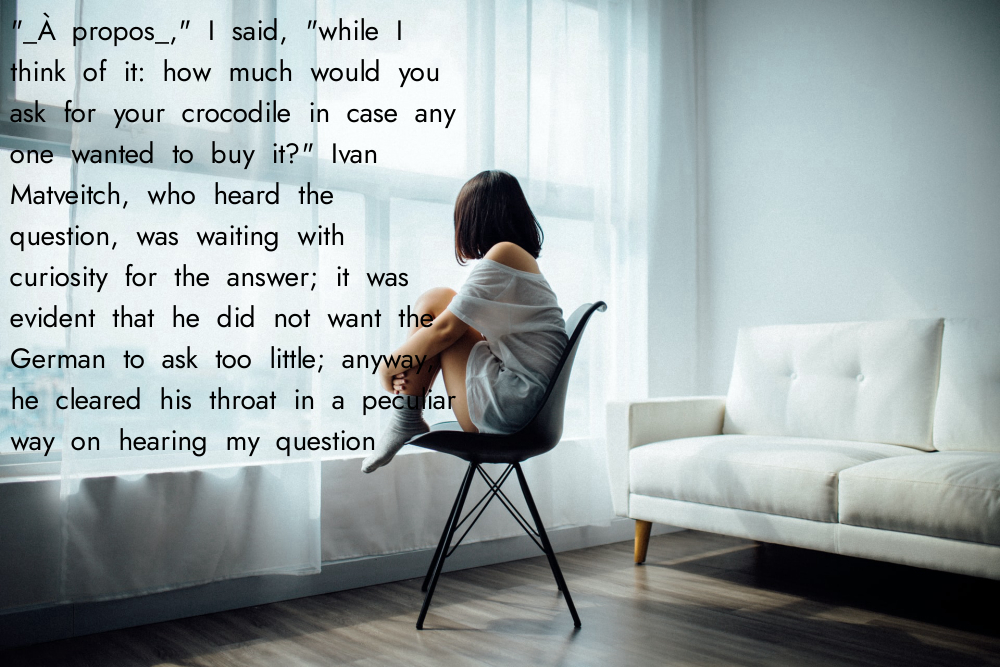 "_À propos_," I said, "while I
think of it: how much would you
ask for your crocodile in case any
one wanted to buy it?" Ivan
Matveitch, who heard the
question, was waiting with
curiosity for the answer; it was
evident that he did not want the
German to ask too little; anyway,
he cleared his throat in a peculiar
way on hearing my question